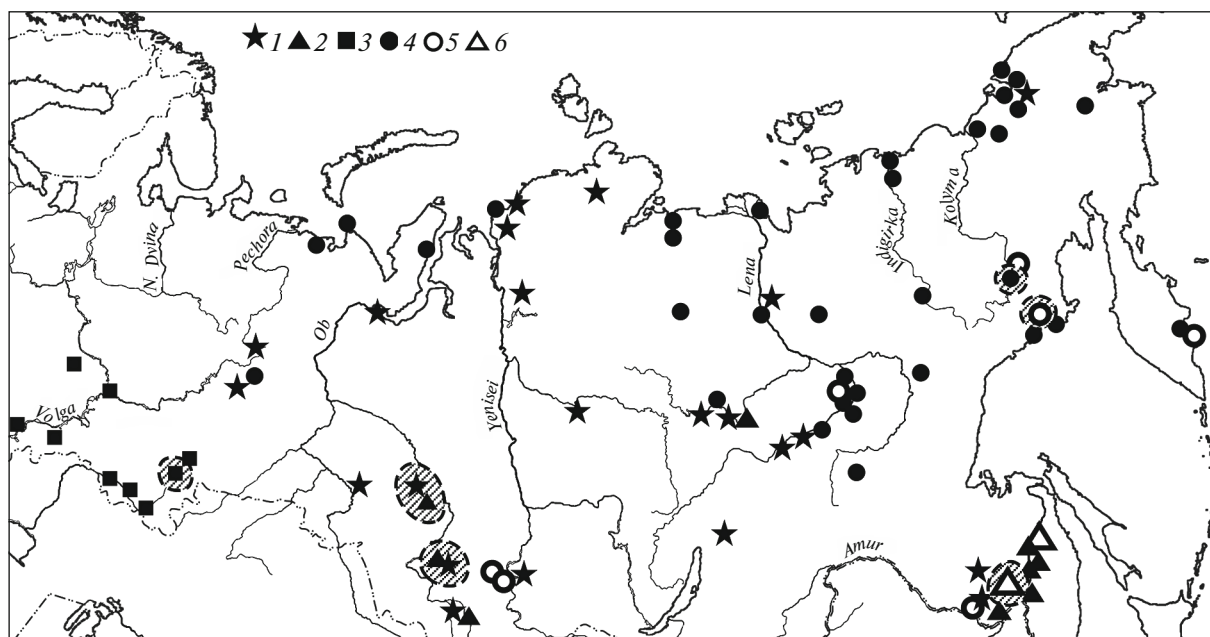 1 2 3 4 5 6
N. Dvina
Pechora
Ob
Yenisei
Lena
Indigirka
Kolyma
Volga
Amur